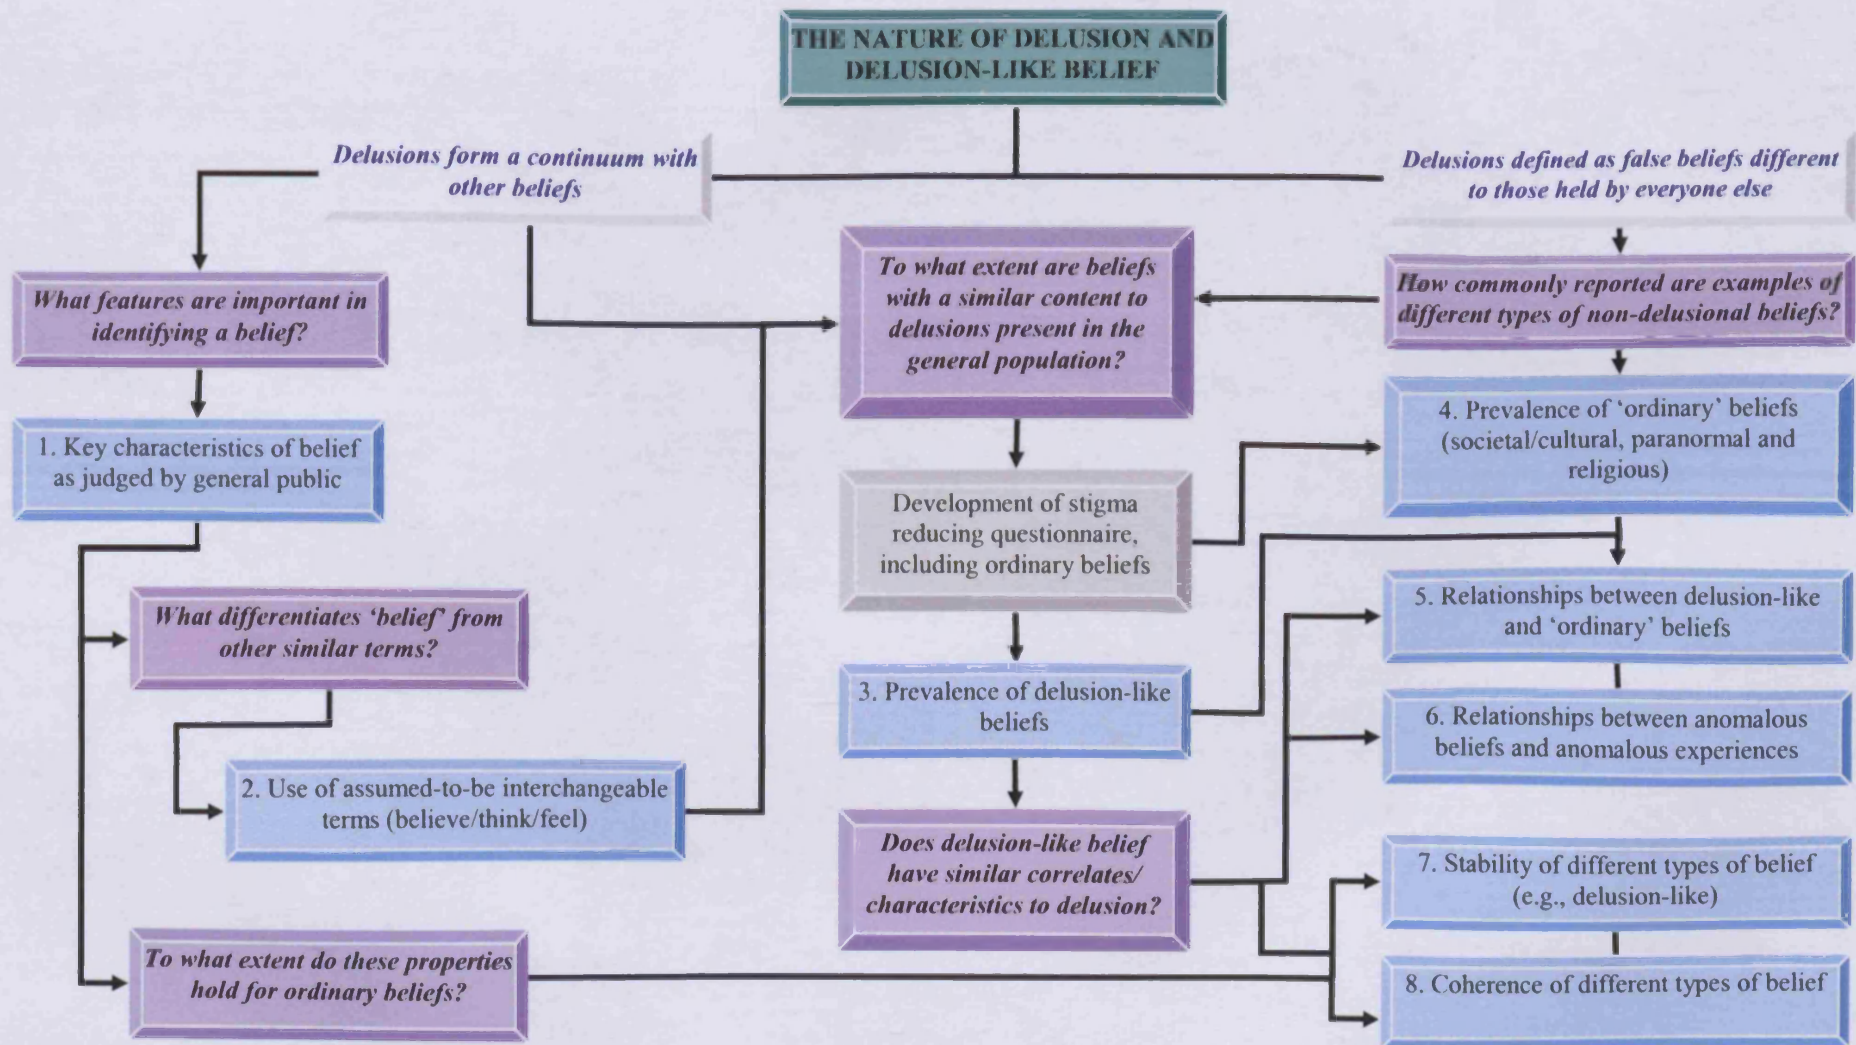 THE NATURE OF DELUSION AND
DELUSION-LIKE BELIEF
Delusions form a continuum with
other beliefs
Delusions defined as false beliefs different
to those held by everyone else
What features are important in
identifying a belief?
To what extent are beliefs
with a similar content to
delusions present in the
general population?
How commonly reported are examples of
different types of non-delusional beliefs?
1. Key characteristics of belief
as judged by general public
4. Prevalence of ‘ordinary’ beliefs
(societal/cultural, paranormal and
religious)
Development of stigma
reducing questionnaire,
including ordinary beliefs
What differentiates ‘belief’ from
other similar terms?
5. Relationships between delusion-like
and ‘ordinary’ beliefs
3. Prevalence of delusion-like
beliefs
6. Relationships between anomalous
beliefs and anomalous experiences
2. Use of assumed-to-be interchangeable
terms (believe/think/feel)
Does delusion-like belief
have similar correlates/
characteristics to delusion?
7. Stability of different types of belief
(e.g., delusion-like)
To what extent do these properties
hold for ordinary beliefs?
8. Coherence of different types of belief